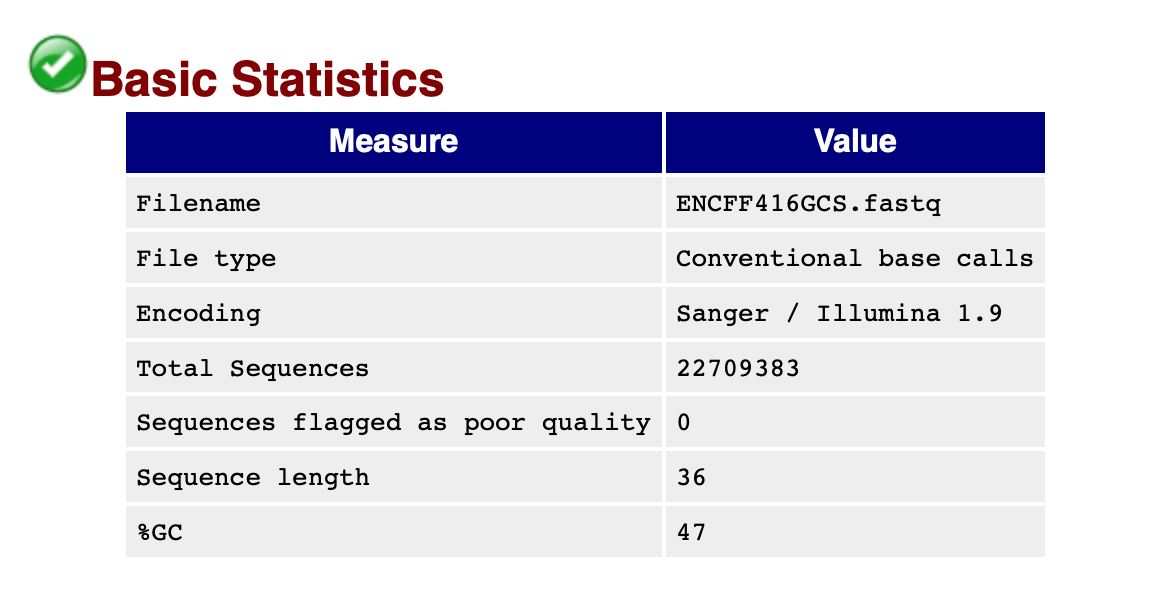 Basic Statistics
Measure Value
Filename ENCFF416GCS.fastq
File type Conventional base calls
Encoding Sanger / Illumina 1.9
Total Sequences 22709383
Sequences flagged as poor quality 0
Sequence length 36
%GC 47